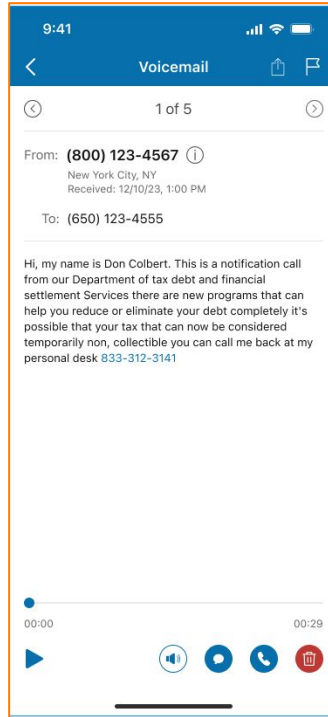 9:41
Voicemail
1 of 5
From: (800) 123-4567
New York City, NY
Received: 12/10/23, 1:00 PM
To: (650) 123-4555
Hi, my name is Don Colbert. This is a notification call
from our Department of tax debt and financial
settlement Services there are new programs that can
help you reduce or eliminate your debt completely it's
possible that your tax that can now be considered
temporarily non, collectible you can call me back at my
personal desk 833-312-3141
00:00 00:29